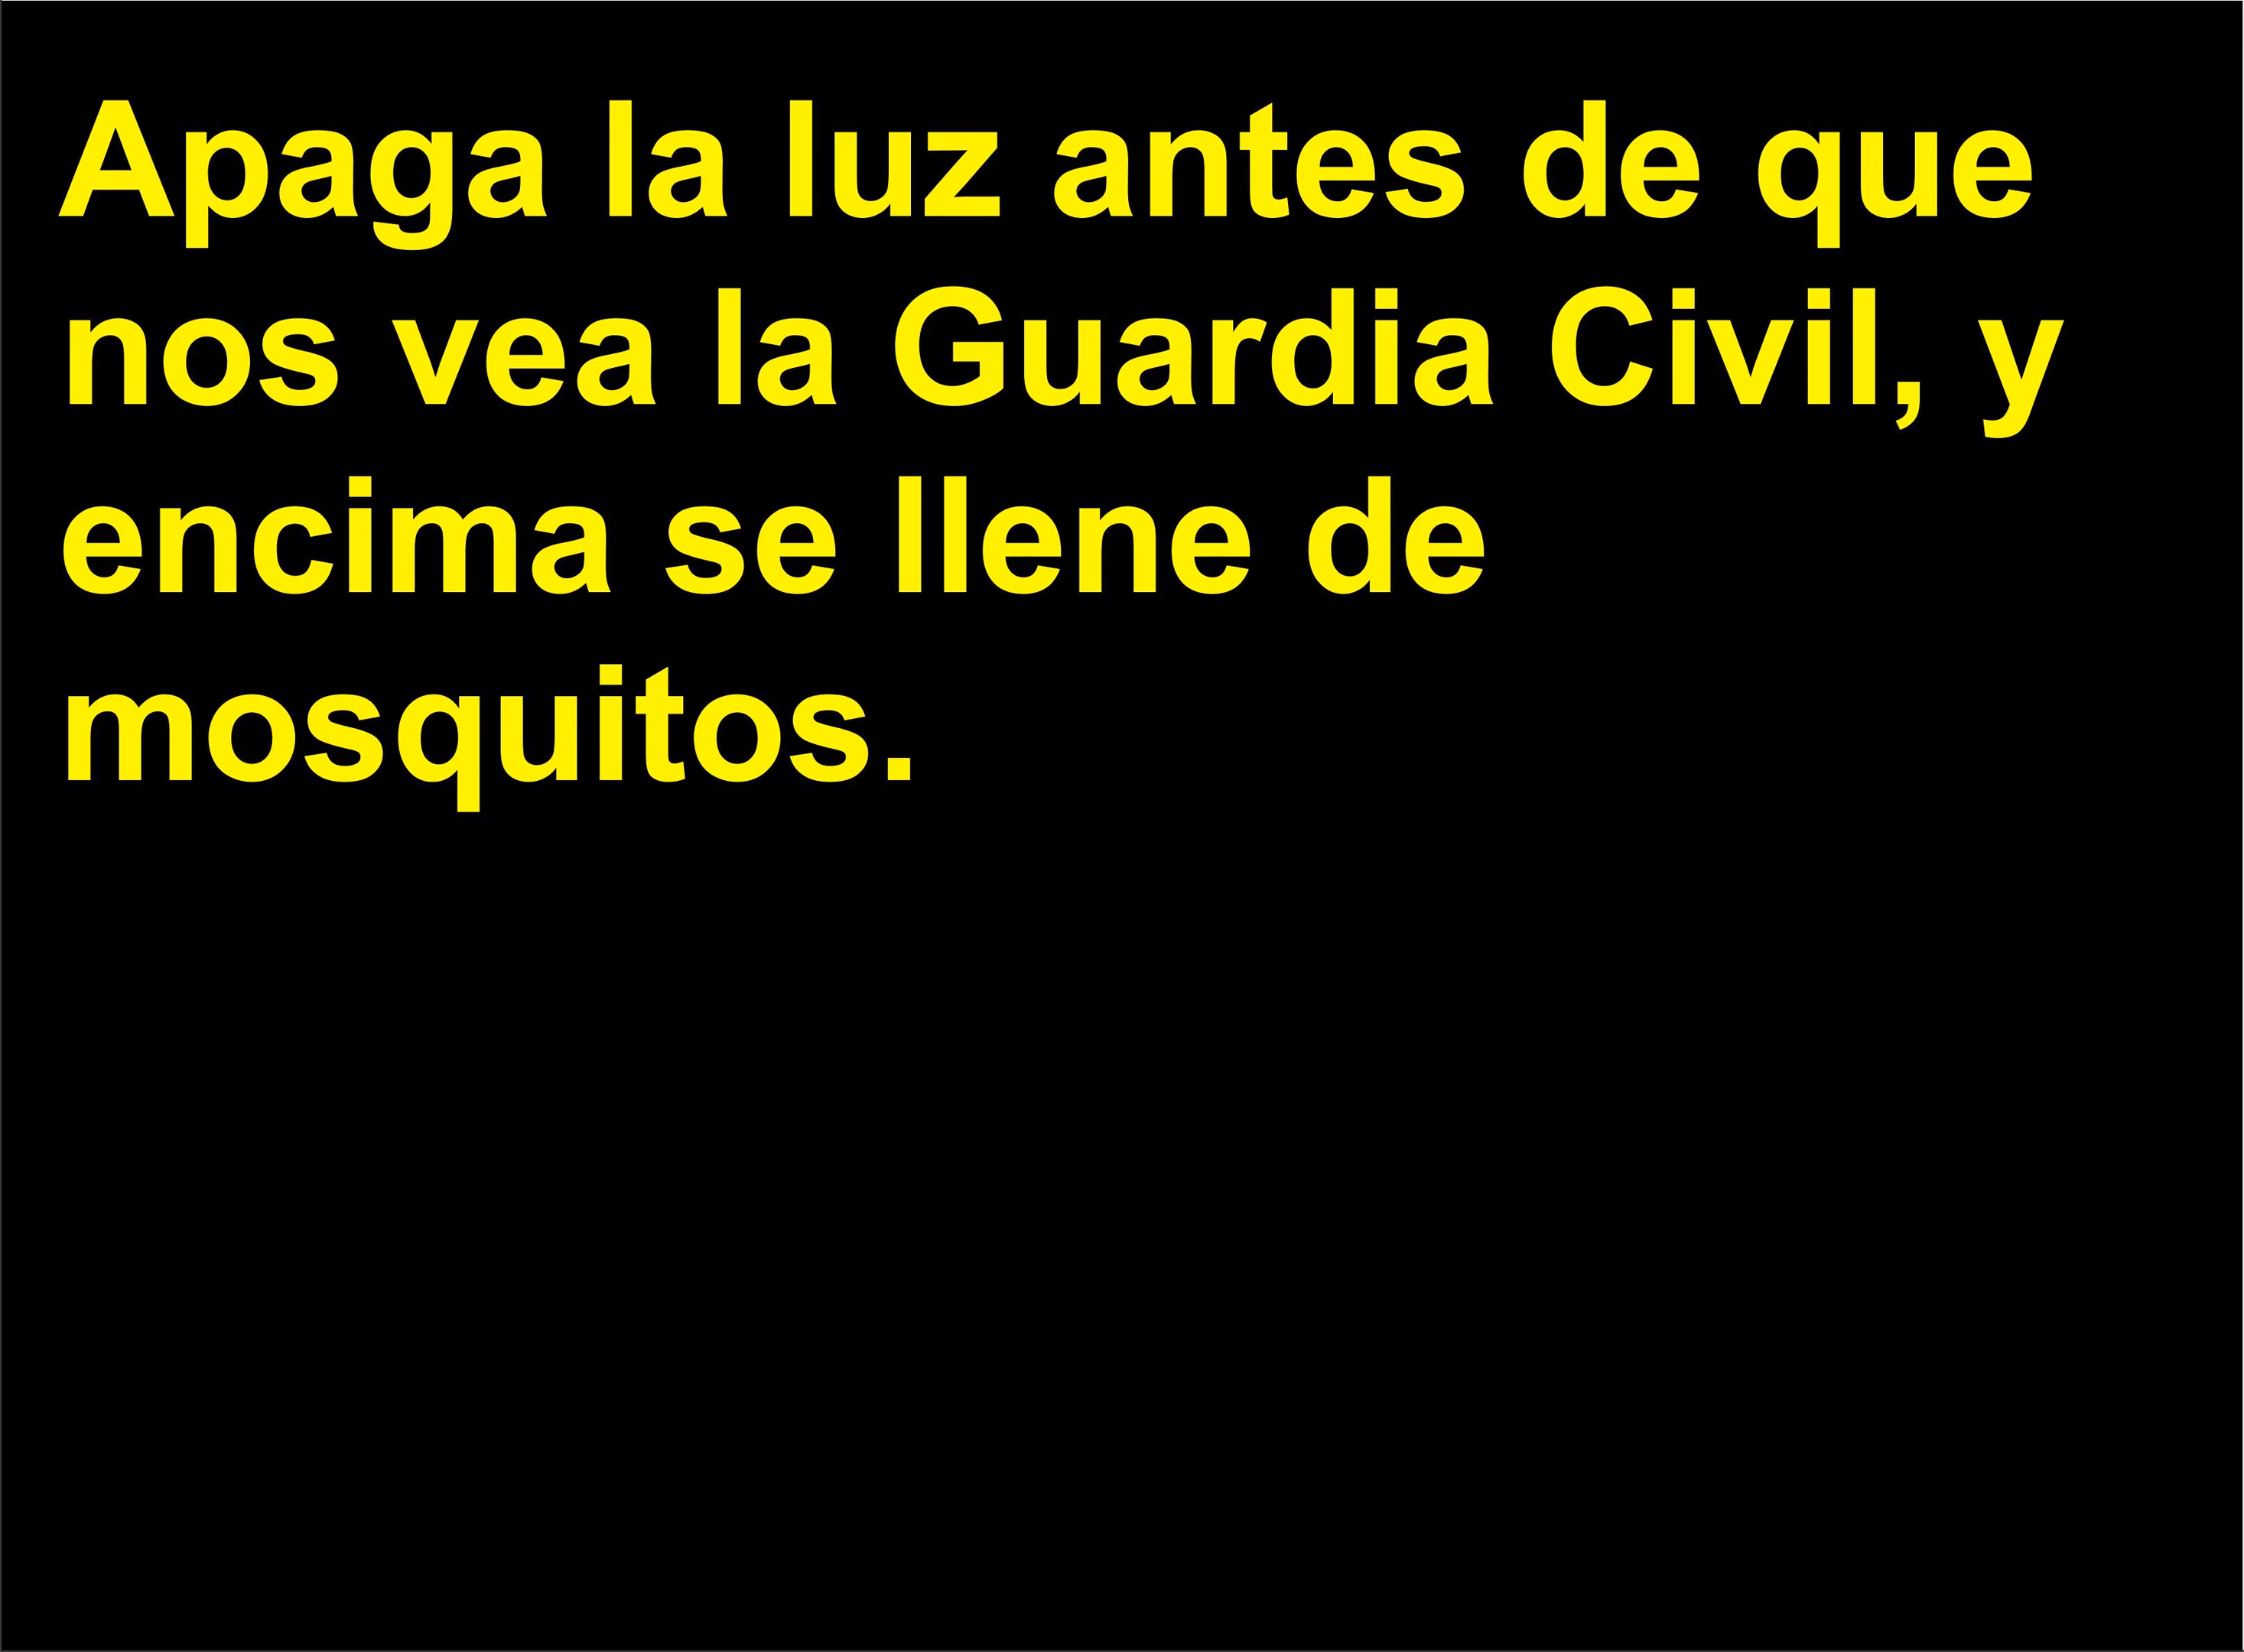 Apaga la luz antes de que
nos vea la Guardia Civil, y
encima se llene de
mosquitos.